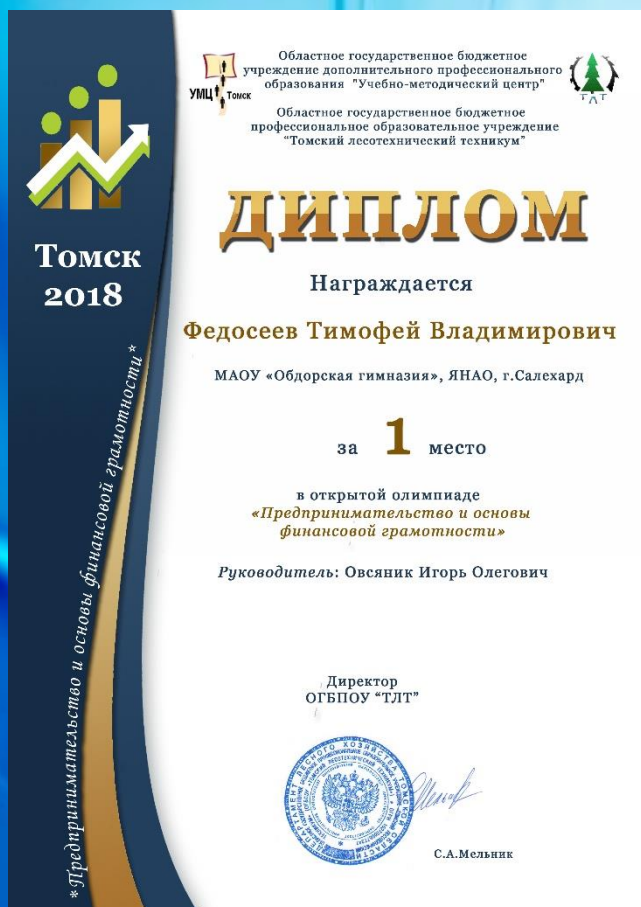 Областное государственное бюджетное
учреждение дополнительного профессионального
образования "Учебно-методический центр"
УМЦ Томск
ТЛТ
Областное государственное бюджетное
профессиональное образовательное учреждение
"Томский лесотехнический техникум"
ДИПЛОМ
Томск
2018
Награждается
Федосеев Тимофей Владимирович
МАОУ «Обдорская гимназия», ЯНАО, г.Салехард
за 1 место
в открытой олимпиаде
«Предпринимательство и основы
финансовой грамотности»
Руководитель: Овсяник Игорь Олегович
*Предпринимательство и основы финансовой грамотности*
Директор
ОГБПОУ "ТЛТ"
С.А.Мельник